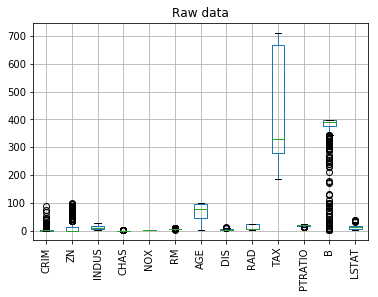 Raw data
700
600
500
400
300
200
100
0
CRIM
ZN
INDUS
CHAS
NOX
RM
AGE
DIS
RAD
TAX
PTRATIO
B
LSTAT